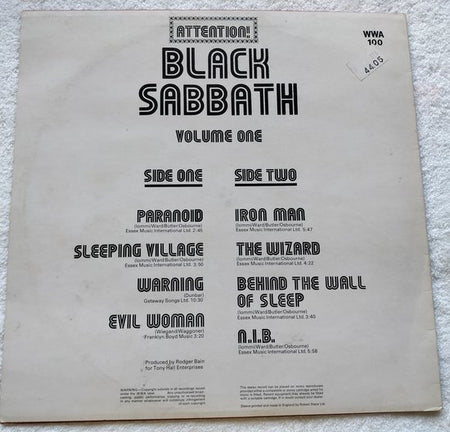 ATTENTION!
WWA
100
4405
BLACK
SABBATH
VOLUME ONE
SIDE ONE
PARANOID
(Iommi/Ward/Butler/Osbourne)
Essex Music International Ltd. 2:45
SLEEPING VILLAGE
(Iommi/Ward/Butler/Osbourne)
Essex Music International Ltd. 3:50
WARNING
(Dunbar)
Getaway Songs Ltd. 10:30
EVIL WOMAN
(Wiegand/Waggoner)
Franklyn Boyd Music 3:20
Produced by Rodger Bain
for Tony Hall Enterprises
SIDE TWO
IRON MAN
(Iommi/Ward/Butler/Osbourne)
Essex Music International Ltd. 5:47
THE WIZARD
(Iommi/Ward/Butler/Osbourne)
Essex Music International Ltd. 4:22
BEHIND THE WALL
OF SLEEP
(Iommi/Ward/Butler/Osbourne)
Essex Music International Ltd. 3:40
N.I.B.
(Iommi/Ward/Butler/Osbourne)
Essex Music International Ltd. 5:58